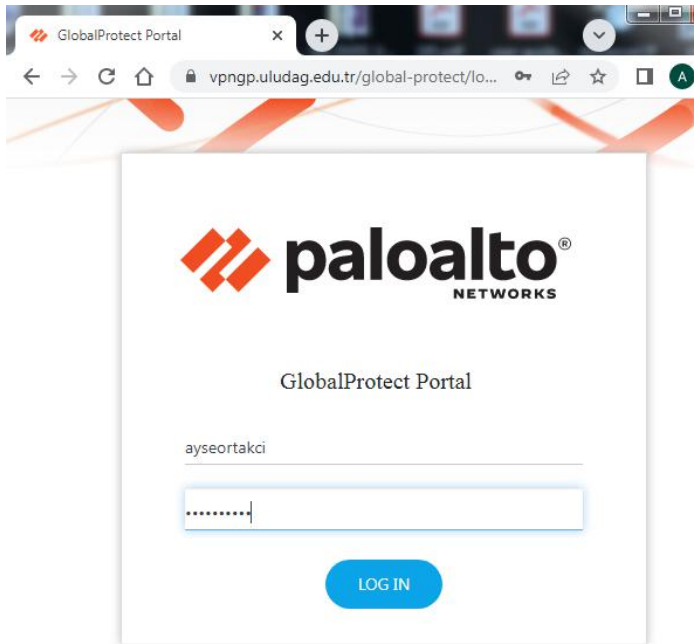 GlobalProtect Portal
vpngp.uludag.edu.tr/global-protect/lo...
A
paloalto®
NETWORKS
GlobalProtect Portal
ayseortakci
••••••••••
LOG IN